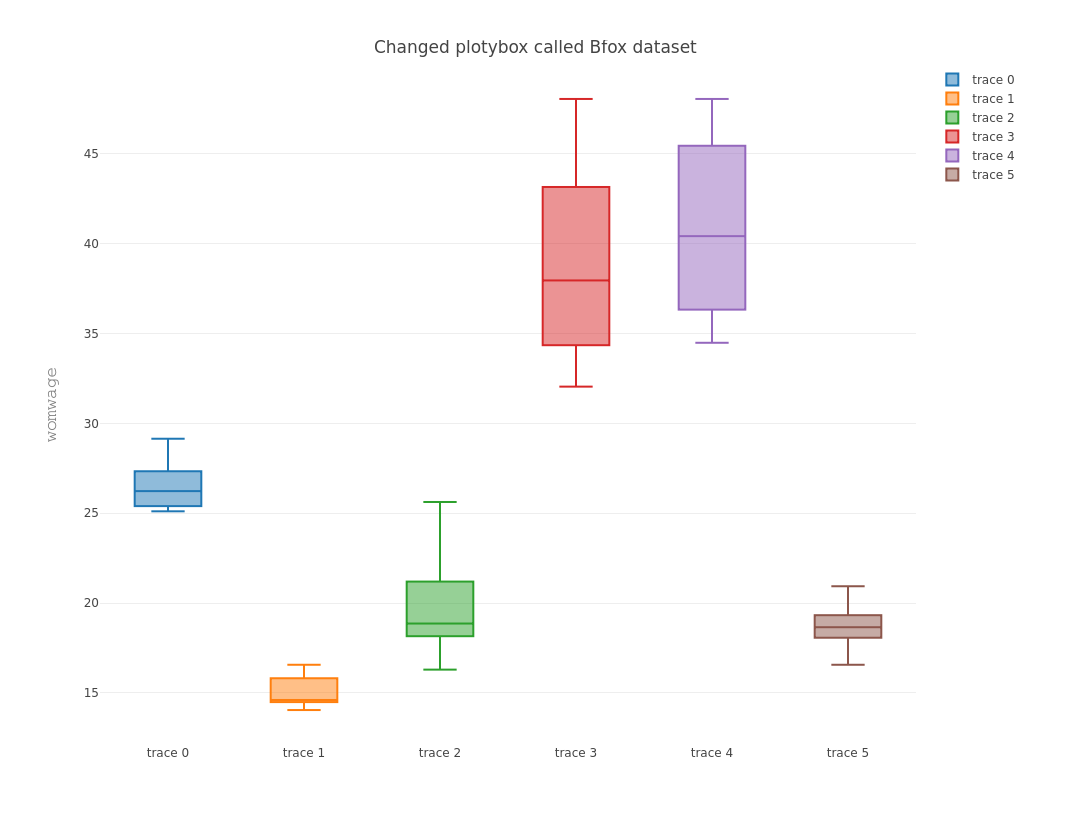 Changed plotybox called Bfox dataset
trace 0
trace 1
trace 2
trace 3
trace 4
trace 5
womwage
45
40
35
30
25
20
15
trace 0
trace 1
trace 2
trace 3
trace 4
trace 5